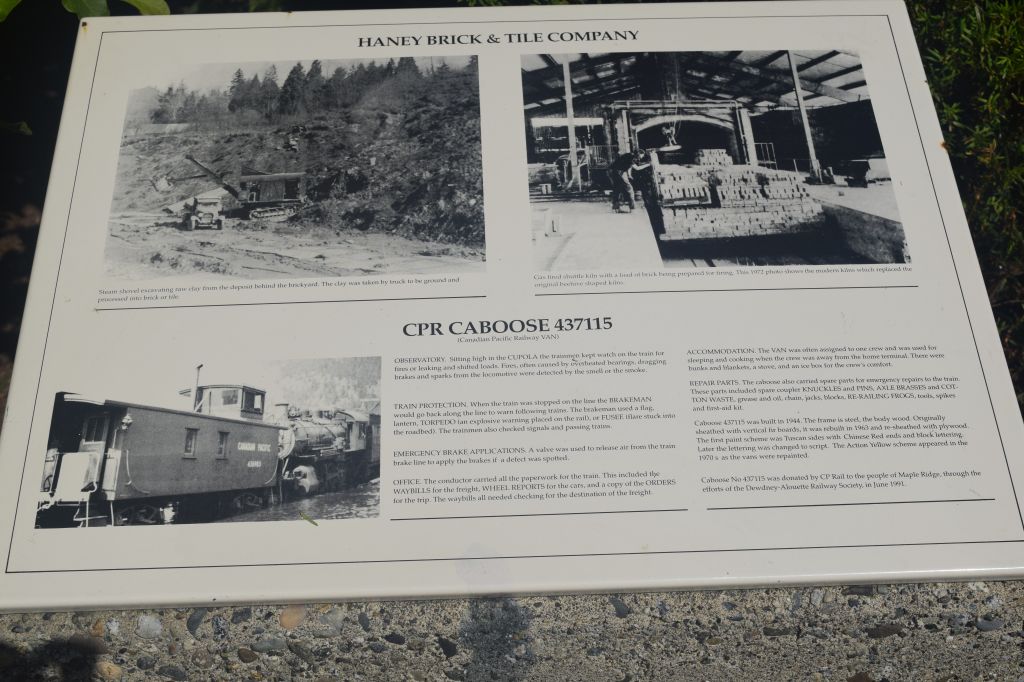 HANEY BRICK & TILE COMPANY
Steam shovel excavating raw clay from the deposit behind the brickyard. The clay was taken by truck to be ground and
processed into brick or tile.
Gas fired shuttle kiln with a load of brick being prepared for firing. This 1972 photo shows the modern kilns which replaced the
original beehive shaped kilns.
CPR CABOOSE 437115
(Canadian Pacific Railway VAN)
CANADIAN PACIFIC
OBSERVATORY. Sitting high in the CUPOLA the trainmen kept watch on the train for
fires or leaking and shifted loads. Fires, often caused by overheated bearings, dragging
brakes and sparks from the locomotive were detected by the smell or the smoke.
TRAIN PROTECTION. When the train was stopped on the line the BRAKEMAN
would go back along the line to warn following trains. The brakeman used a flag,
lantern, TORPEDO (an explosive warning placed on the rail), or FUSEE (flare stuck into
the roadbed). The trainmen also checked signals and passing trains.
EMERGENCY BRAKE APPLICATIONS. A valve was used to release air from the train
brake line to apply the brakes if a defect was spotted.
OFFICE. The conductor carried all the paperwork for the train. This included the
WAYBILLS for the freight, WHEEL REPORTS for the cars, and a copy of the ORDERS
for the trip. The waybills all needed checking for the destination of the freight.
ACCOMMODATION. The VAN was often assigned to one crew and was used for
sleeping and cooking when the crew was away from the home terminal. There were
bunks and blankets, a stove, and an ice box for the crew's comfort.
REPAIR PARTS. The caboose also carried spare parts for emergency repairs to the train.
These parts included spare coupler KNUCKLES and PINS, AXLE BRASSES and COT-
TON WASTE, grease and oil, chain, jacks, blocks, RE-RAILING FROGS, tools, spikes
and first-aid kit.
Caboose 437115 was built in 1944. The frame is steel, the body wood. Originally
sheathed with vertical fir boards, it was rebuilt in 1963 and re-sheathed with plywood.
The first paint scheme was Tuscan sides with Chinese Red ends and block lettering.
Later the lettering was changed to script. The Action Yellow scheme appeared in the
1970's as the vans were repainted.
Caboose No 437115 was donated by CP Rail to the people of Maple Ridge, through the
efforts of the Dewdney-Alouette Railway Society, in June 1991.